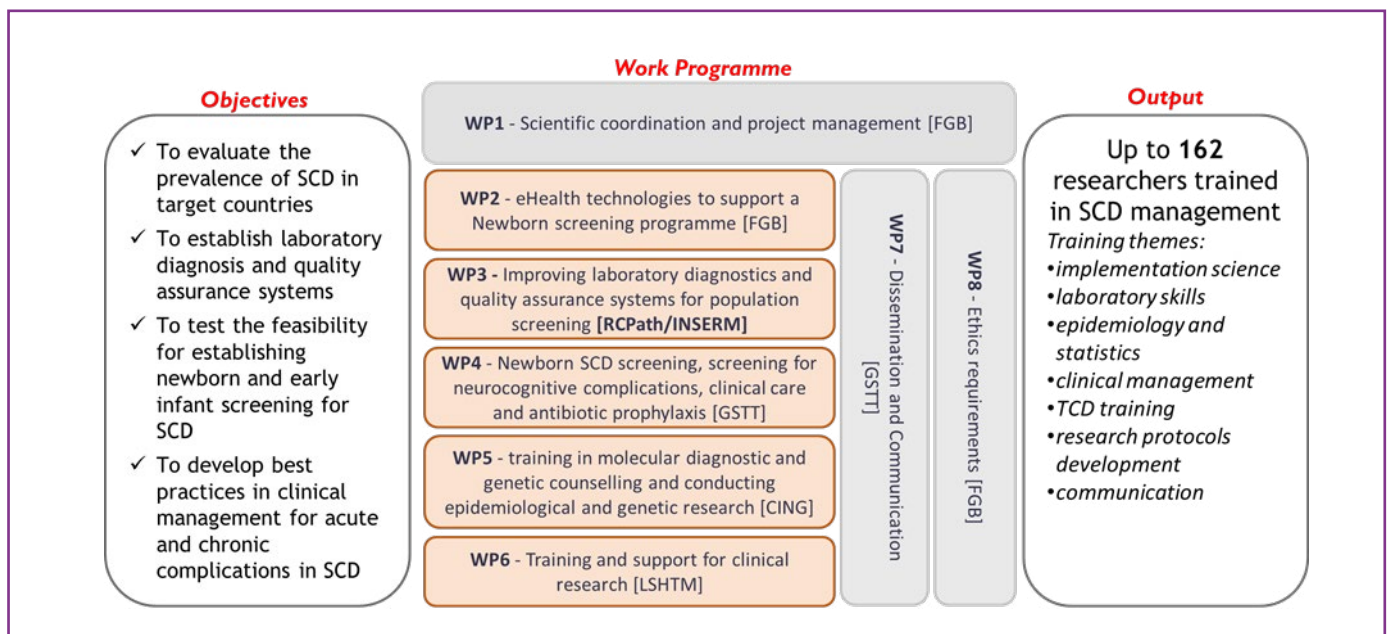 Work Programme
Objectives
✓ To evaluate the
prevalence of SCD in
target countries
✓ To establish laboratory
diagnosis and quality
assurance systems
✓ To test the feasibility
for establishing
newborn and early
infant screening for
SCD
✓ To develop best
practices in clinical
management for acute
and chronic
complications in SCD
WP1 - Scientific coordination and project management [FGB]
WP2 - eHealth technologies to support a
Newborn screening programme [FGB]
WP3 - Improving laboratory diagnostics and
quality assurance systems for population
screening [RCPath/INSERM]
WP4 - Newborn SCD screening, screening for
neurocognitive complications, clinical care
and antibiotic prophylaxis [GSTT]
WP5 - training in molecular diagnostic and
genetic counselling and conducting
epidemiological and genetic research [CING]
WP6 - Training and support for clinical
research [LSHTM]
WP7 - Dissemination and Communication
[GSTT]
WP8 - Ethics requirements [FGB]
Output
Up to 162
researchers trained
in SCD management
Training themes:
•implementation science
•laboratory skills
•epidemiology and
statistics
•clinical management
•TCD training
•research protocols
development
•communication